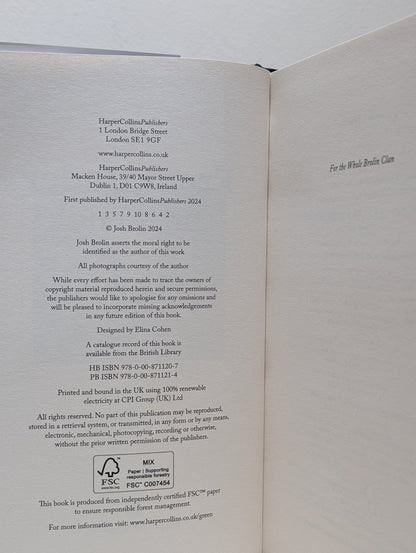 HarperCollinsPublishers
1 London Bridge Street
London SE1 9GF
www.harpercollins.co.uk
HarperCollinsPublishers
Macken House, 39/40 Mayor Street Upper
Dublin 1, D01 C9W8, Ireland
First published by HarperCollinsPublishers 2024
1 3 5 7 9 10 8 6 4 2
© Josh Brolin 2024
Josh Brolin asserts the moral right to be
identified as the author of this work
All photographs courtesy of the author
While every effort has been made to trace the owners of
copyright material reproduced herein and secure permissions,
the publishers would like to apologise for any omissions and
will be pleased to incorporate missing acknowledgements
in any future edition of this book.
Designed by Elina Cohen
A catalogue record of this book is
available from the British Library
HB ISBN 978-0-00-871120-7
PB ISBN 978-0-00-871121-4
Printed and bound in the UK using 100% renewable
electricity at CPI Group (UK) Ltd
All rights reserved. No part of this publication may be reproduced,
stored in a retrieval system, or transmitted, in any form or by any means,
electronic, mechanical, photocopying, recording or otherwise,
without the prior written permission of the publishers.
FSC
www.fsc.org
MIX
Paper | Supporting
responsible forestry
FSC™ C007454
This book is produced from independently certified FSC™ paper
to ensure responsible forest management.
For more information visit: www.harpercollins.co.uk/green
For the Whole Brolin Clan